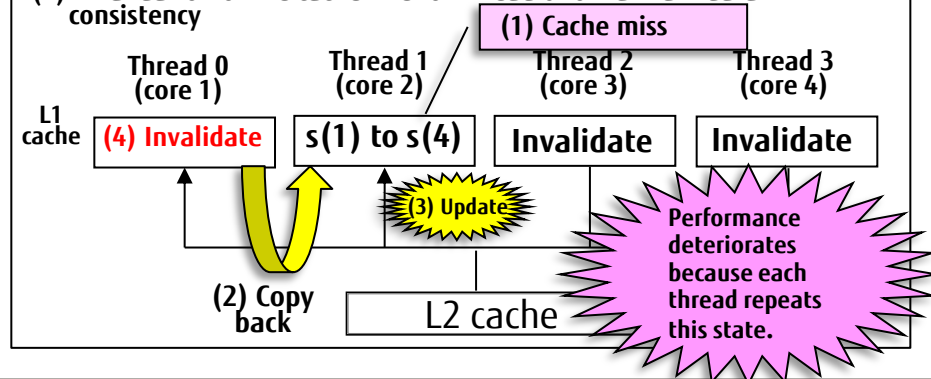 consistency
(1) Cache miss
Thread 0
(core 1)
Thread 1
(core 2)
Thread 2
(core 3)
Thread 3
(core 4)
L1
cache
(4) Invalidate
s(1) to s(4)
Invalidate
Invalidate
(3) Update
Performance
deteriorates
because each
thread repeats
this state.
(2) Copy
back
L2 cache